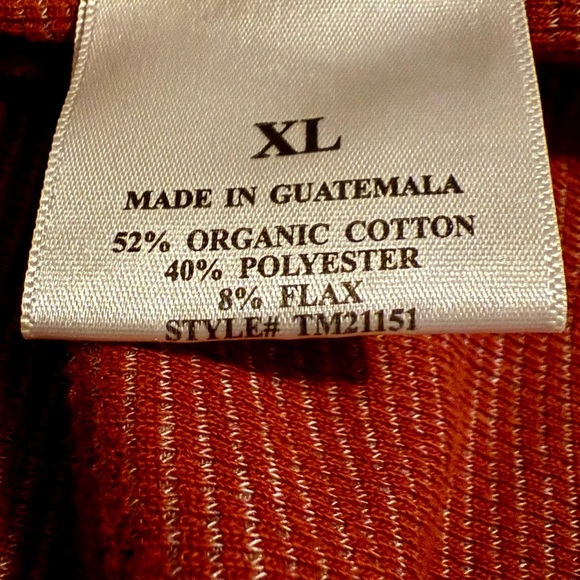 XL
MADE IN GUATEMALA
52% ORGANIC COTTON
40% POLYESTER
8% FLAX
STYLE# TM21151